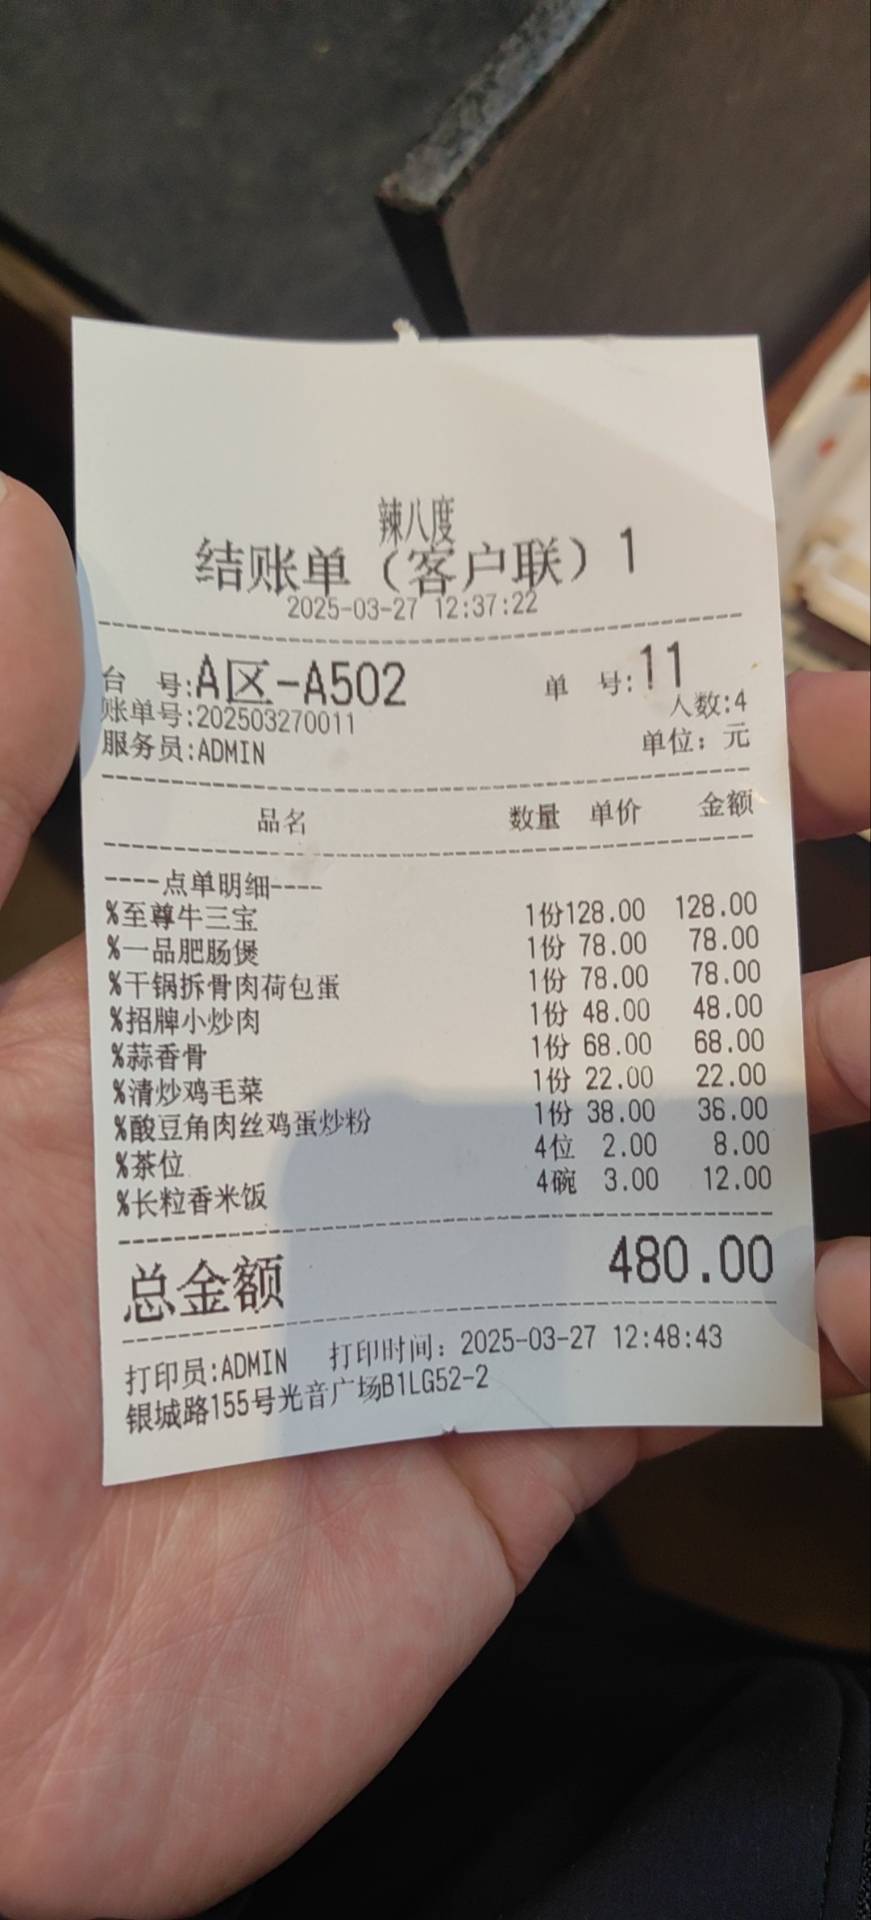 辣八度
结账单（客户联）1
2025-03-27 12:37:22
台 号:A区-A502 单 号:11
账单号:202503270011 人数:4
服务员:ADMIN 单位：元
品名 数量 单价 金额
----点单明细----
%至尊牛三宝 1份128.00 128.00
%一品肥肠煲 1份 78.00 78.00
%干锅拆骨肉荷包蛋 1份 78.00 78.00
%招牌小炒肉 1份 48.00 48.00
%蒜香骨 1份 68.00 68.00
%清炒鸡毛菜 1份 22.00 22.00
%酸豆角肉丝鸡蛋炒粉 1份 38.00 38.00
%茶位 4位 2.00 8.00
%长粒香米饭 4碗 3.00 12.00
总金额 480.00
打印员:ADMIN 打印时间：2025-03-27 12:48:43
银城路155号光音广场B1LG52-2